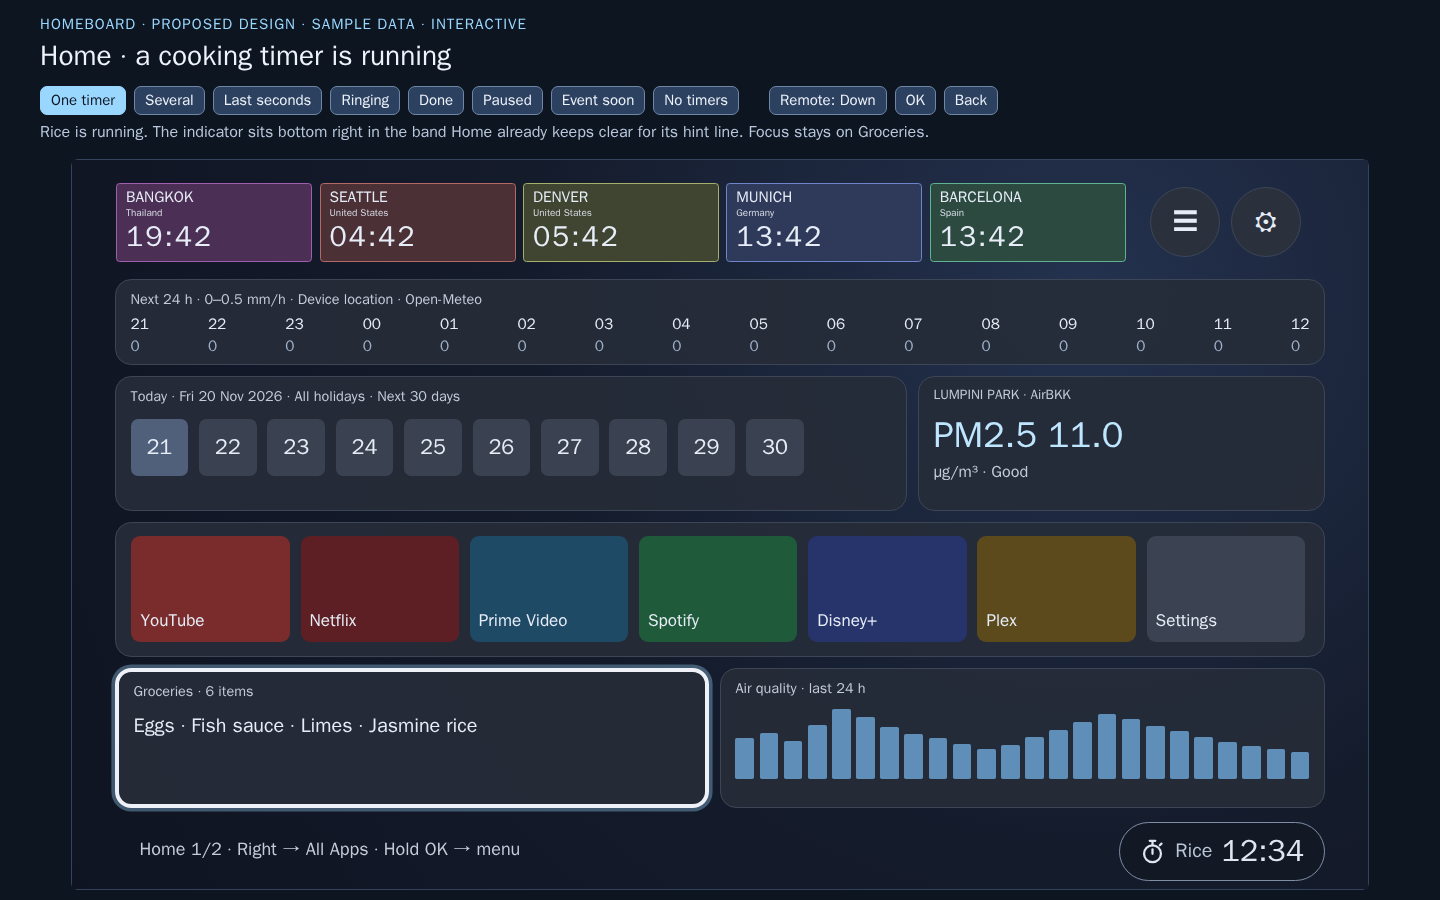 HOMEBOARD · PROPOSED DESIGN · SAMPLE DATA · INTERACTIVE
Home · a cooking timer is running
One timer Several Last seconds Ringing Done Paused Event soon No timers Remote: Down OK Back
Rice is running. The indicator sits bottom right in the band Home already keeps clear for its hint line. Focus stays on Groceries.
BANGKOK SEATTLE DENVER MUNICH BARCELONA
Thailand United States United States Germany Spain
19:42 04:42 05:42 13:42 13:42
Next 24 h · 0–0.5 mm/h · Device location · Open-Meteo
21 22 23 00 01 02 03 04 05 06 07 08 09 10 11 12
0 0 0 0 0 0 0 0 0 0 0 0 0 0 0 0
Today · Fri 20 Nov 2026 · All holidays · Next 30 days
21 22 23 24 25 26 27 28 29 30
LUMPINI PARK · AirBKK
PM2.5 11.0
µg/m³ · Good
YouTube Netflix Prime Video Spotify Disney+ Plex Settings
Groceries · 6 items
Eggs · Fish sauce · Limes · Jasmine rice
Air quality · last 24 h
Home 1/2 · Right → All Apps · Hold OK → menu
Rice 12:34